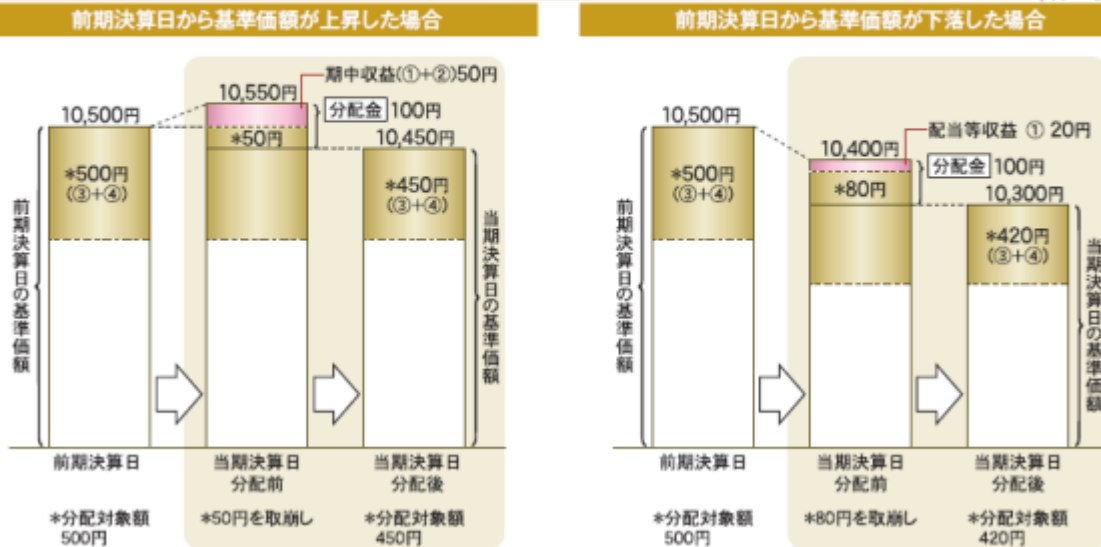 前期決算日から基準価額が上昇した場合
期中収益(①+②)50円
10,550円
10,500円
分配金 100円
*50円
10,450円
*500円
(③+④)
*450円
(③+④)
前期決算日の基準価額
当期決算日の基準価額
前期決算日
当期決算日
分配前
当期決算日
分配後
*分配対象額
500円
*50円を取崩し
*分配対象額
450円
前期決算日から基準価額が下落した場合
10,500円
配当等収益 ① 20円
10,400円
分配金 100円
*500円
(③+④)
*80円
10,300円
*420円
(③+④)
前期決算日の基準価額
当期決算日の基準価額
前期決算日
当期決算日
分配前
当期決算日
分配後
*分配対象額
500円
*80円を取崩し
*分配対象額
420円